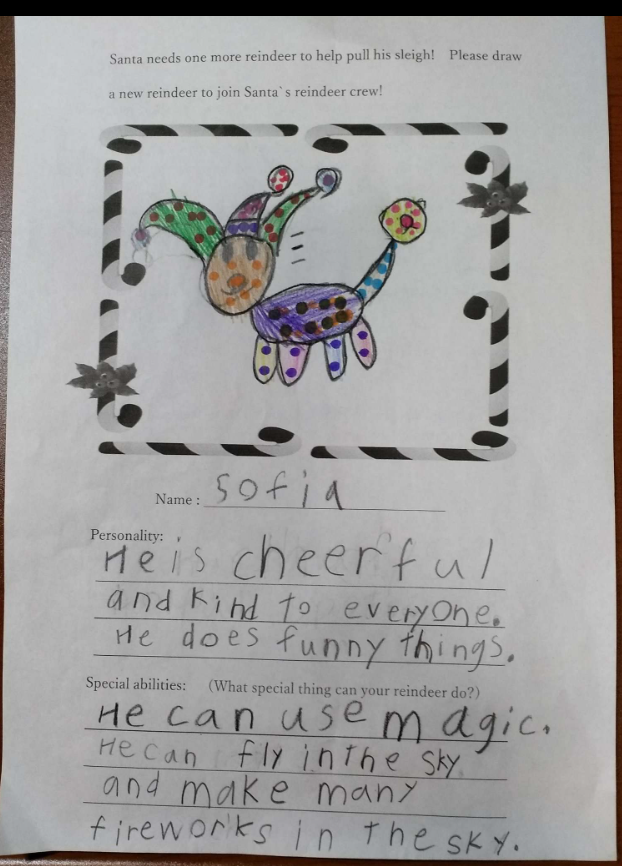 Santa needs one more reindeer to help pull his sleigh! Please draw
a new reindeer to join Santa`s reindeer crew!
Name : sofia
Personality:
He is cheerful
and kind to everyone.
He does funny things.
Special abilities: (What special thing can your reindeer do?)
He can use magic.
He can fly in the sky
and make many
fireworks in the sky.